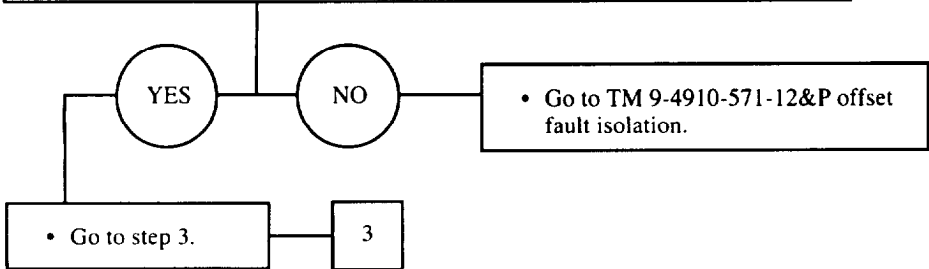 YES
NO
• Go to TM 9-4910-571-12&P offset
fault isolation.
• Go to step 3.
3